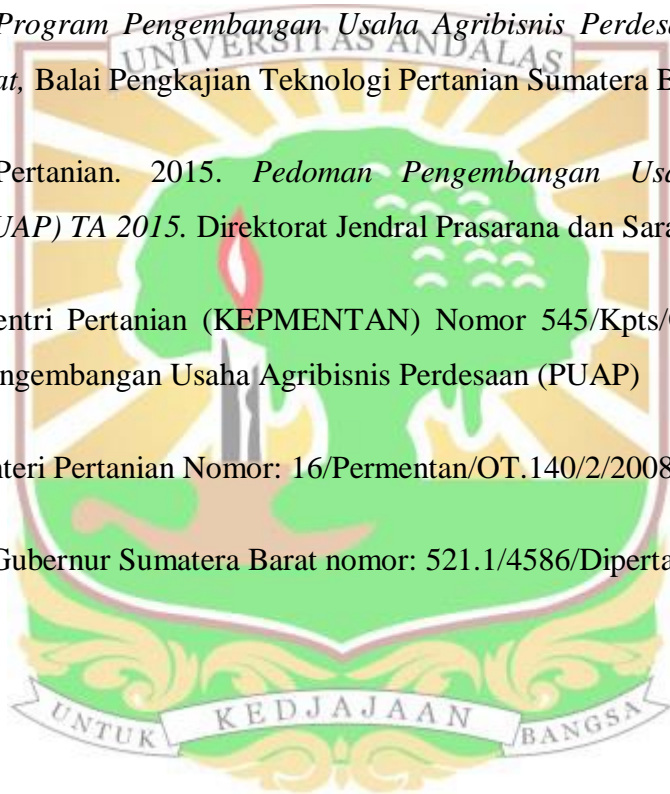 Program Pengembangan Usaha Agribisnis Perdesa
UNIVERSITAS ANDALAS
at, Balai Pengkajian Teknologi Pertanian Sumatera B
Pertanian. 2015. Pedoman Pengembangan Usa
UAP) TA 2015. Direktorat Jendral Prasarana dan Sara
entri Pertanian (KEPMENTAN) Nomor 545/Kpts/
ngembangan Usaha Agribisnis Perdesaan (PUAP)
nteri Pertanian Nomor: 16/Permentan/OT.140/2/2008
Gubernur Sumatera Barat nomor: 521.1/4586/Diperta
UNTUK KEDJAJAAN BANGSA